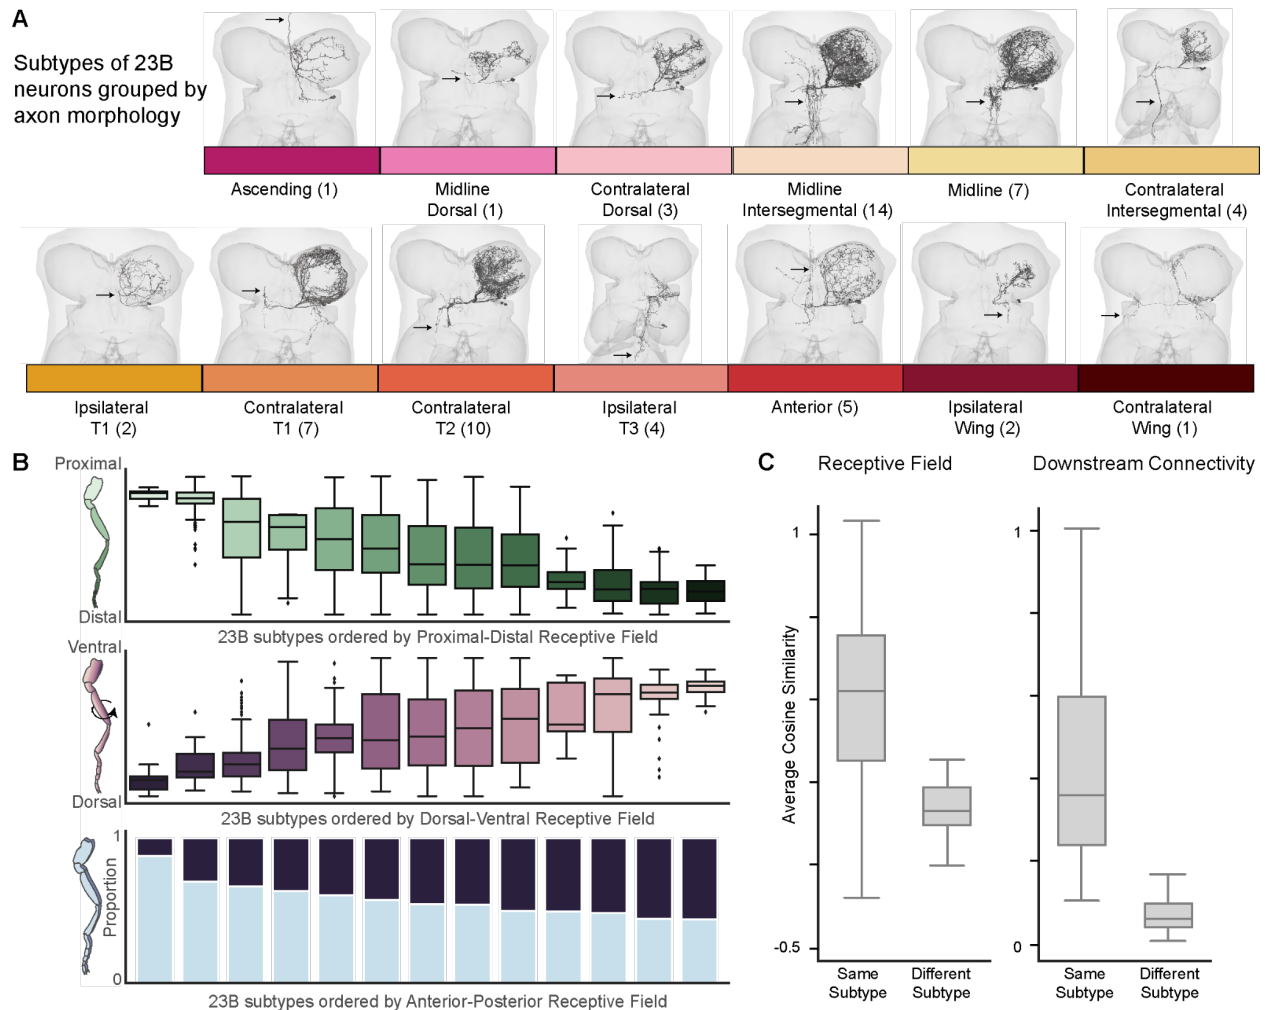 A
Subtypes of 23B
neurons grouped by
axon morphology
Ascending (1)
Midline
Dorsal (1)
Contralateral
Dorsal (3)
Midline
Intersegmental (14)
Midline (7)
Contralateral
Intersegmental (4)
Ipsilateral
T1 (2)
Contralateral
T1 (7)
Contralateral
T2 (10)
Ipsilateral
T3 (4)
Anterior (5)
Ipsilateral
Wing (2)
Contralateral
Wing (1)
B
Proximal
Distal
23B subtypes ordered by Proximal-Distal Receptive Field
Ventral
Dorsal
23B subtypes ordered by Dorsal-Ventral Receptive Field
1
Proportion
0
23B subtypes ordered by Anterior-Posterior Receptive Field
C
Receptive Field
Average Cosine Similarity
1
-0.5
Same
Subtype
Different
Subtype
Downstream Connectivity
1
0
Same
Subtype
Different
Subtype